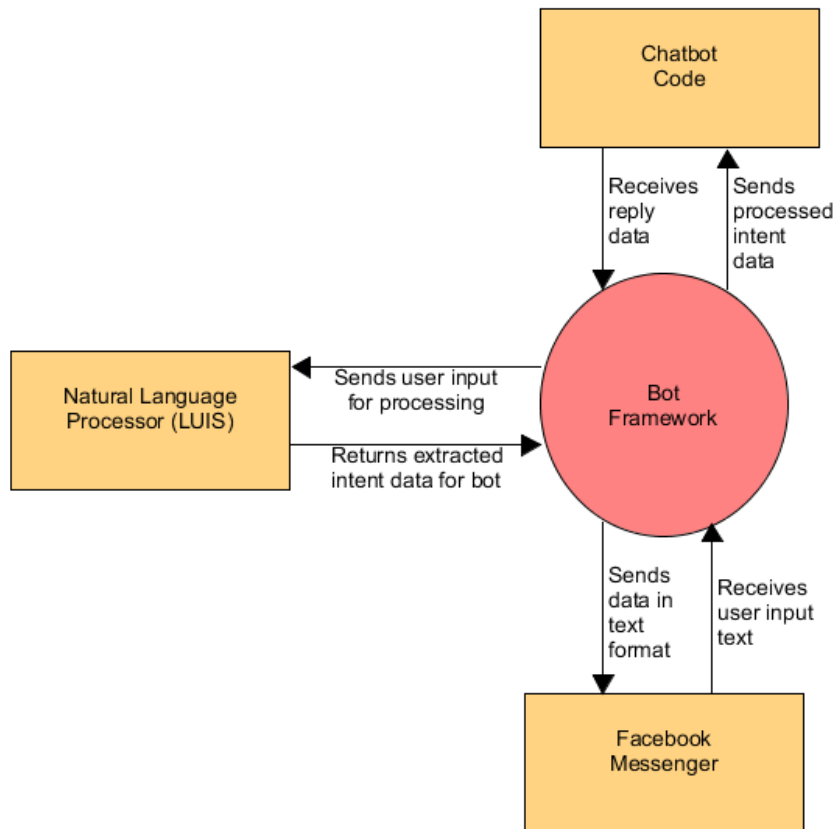 Chatbot
Code
Receives
reply
data
Sends
processed
intent
data
Natural Language
Processor (LUIS)
Sends user input
for processing
Returns extracted
intent data for bot
Bot
Framework
Sends
data in
text
format
Receives
user input
text
Facebook
Messenger